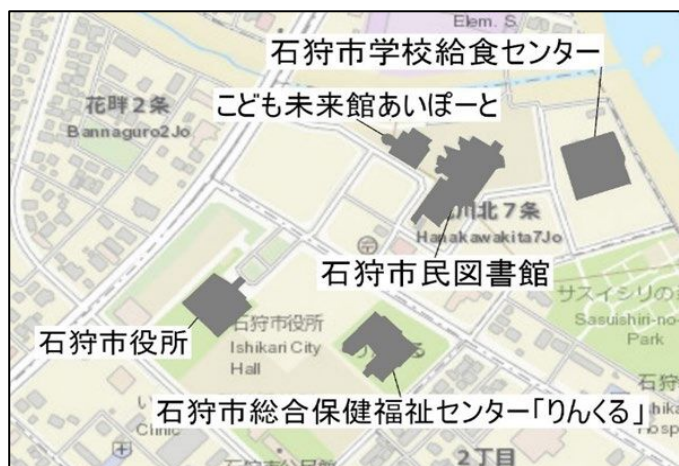 Elem. S.
石狩市学校給食センター
花畔２条
Bannaguro2Jo
こども未来館あいぽーと
川北７条
Hanakawakita7Jo
石狩市民図書館
サスイシリの
Sasuishiri-no-
Park
石狩市役所
石狩市役所
Ishikari City
Hall
る
石狩
い
Clinic
石狩市総合保健福祉センター「りんくる」
２丁目